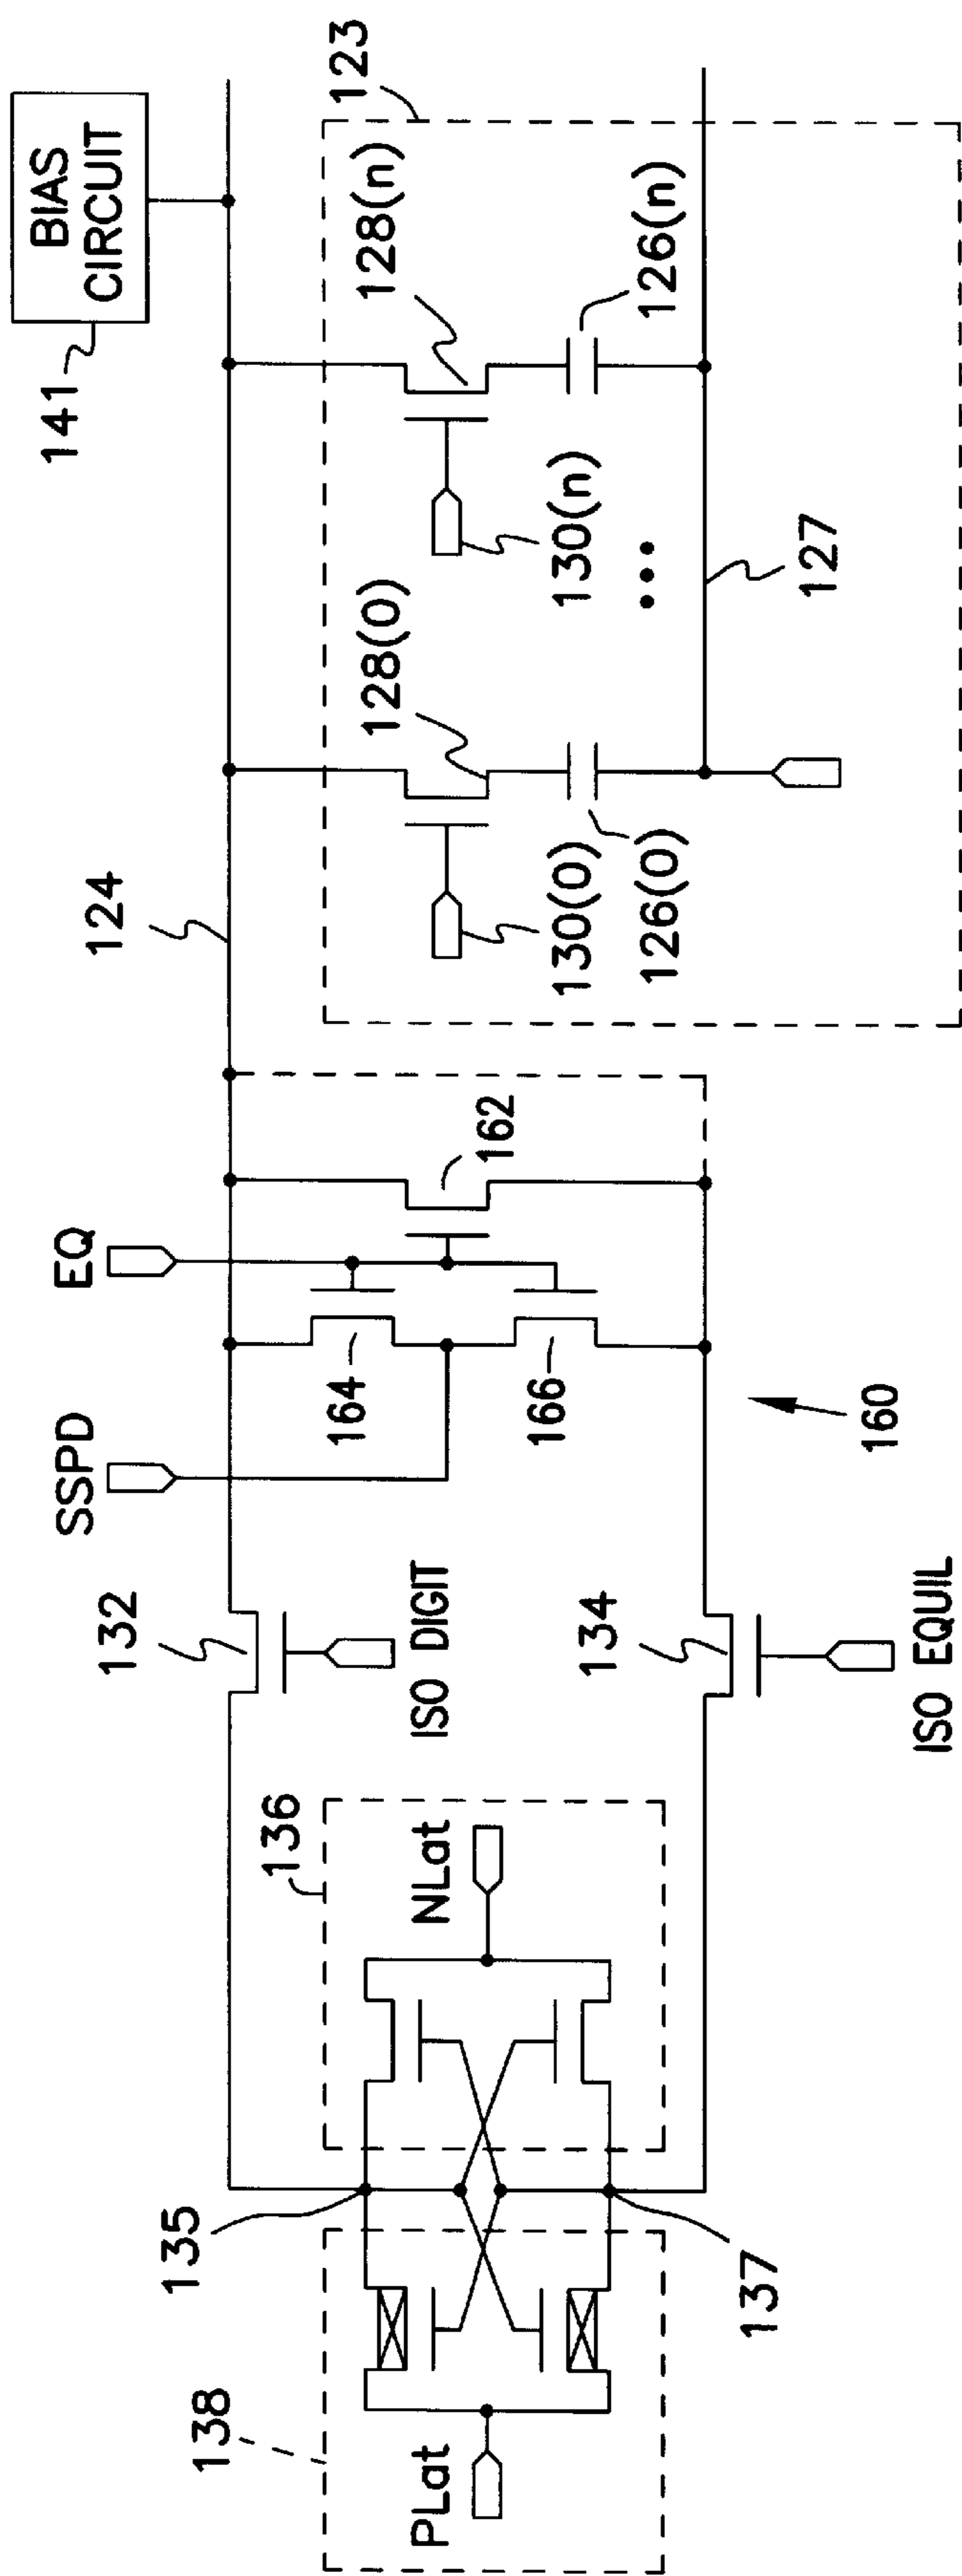 BIAS
CIRCUIT
141
123
128(n)
126(n)
130(n)
127
128(0)
130(0)
126(0)
124
EQ
162
164
166
SSPD
160
132
ISO DIGIT
134
ISO EQUIL
136
NLat
135
137
138
PLat